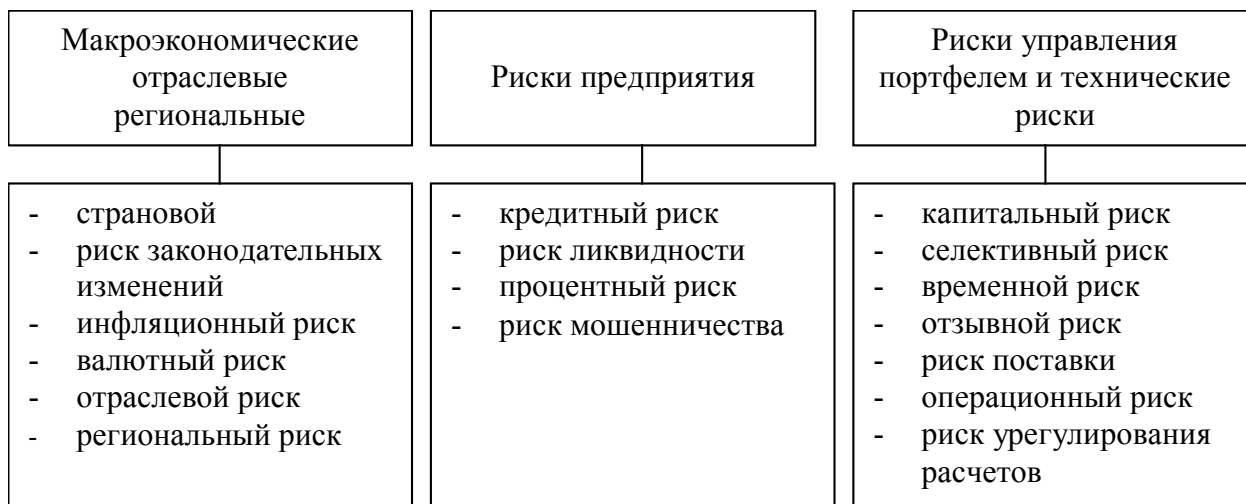 Макроэкономические
отраслевые
региональные
Риски предприятия
Риски управления
портфелем и технические
риски
- страновой
- риск законодательных
изменений
- инфляционный риск
- валютный риск
- отраслевой риск
- региональный риск
- кредитный риск
- риск ликвидности
- процентный риск
- риск мошенничества
- капитальный риск
- селективный риск
- временной риск
- отзывной риск
- риск поставки
- операционный риск
- риск урегулирования
расчетов